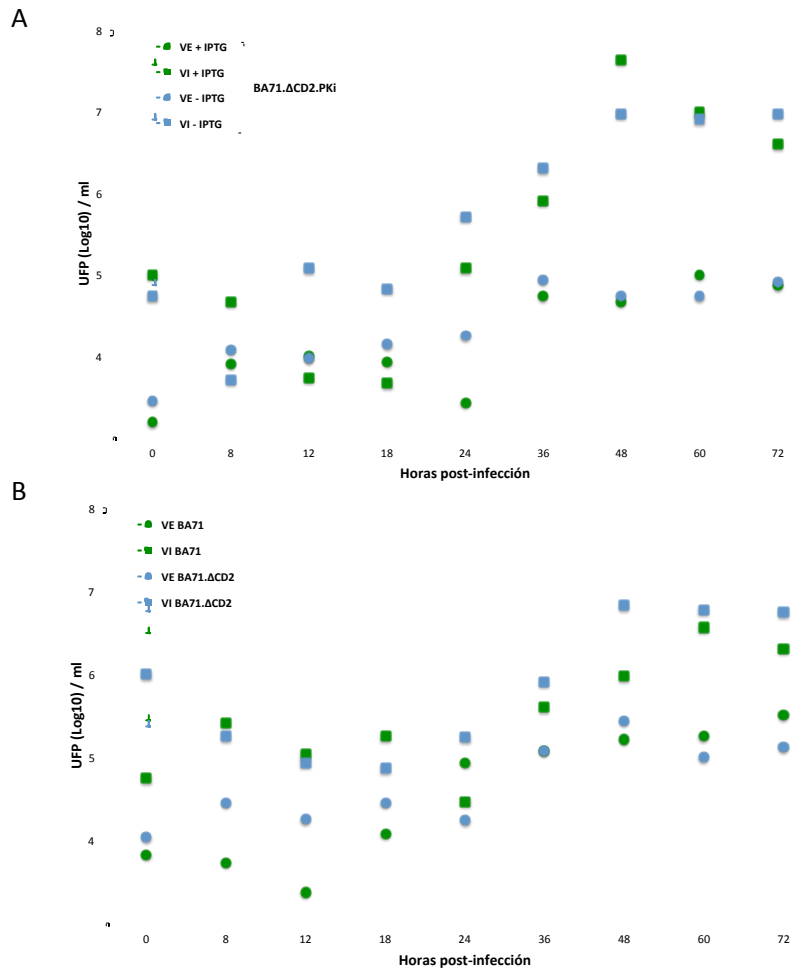 A
8
VE + IPTG
VI + IPTG
VE - IPTG
VI - IPTG
BA71.ΔCD2.PKi
7
6
5
4
UFP (Log10) / ml
0 8 12 18 24 36 48 60 72
Horas post-infección
B
8
VE BA71
VI BA71
VE BA71.ΔCD2
VI BA71.ΔCD2
7
6
5
4
UFP (Log10) / ml
0 8 12 18 24 36 48 60 72
Horas post-infección